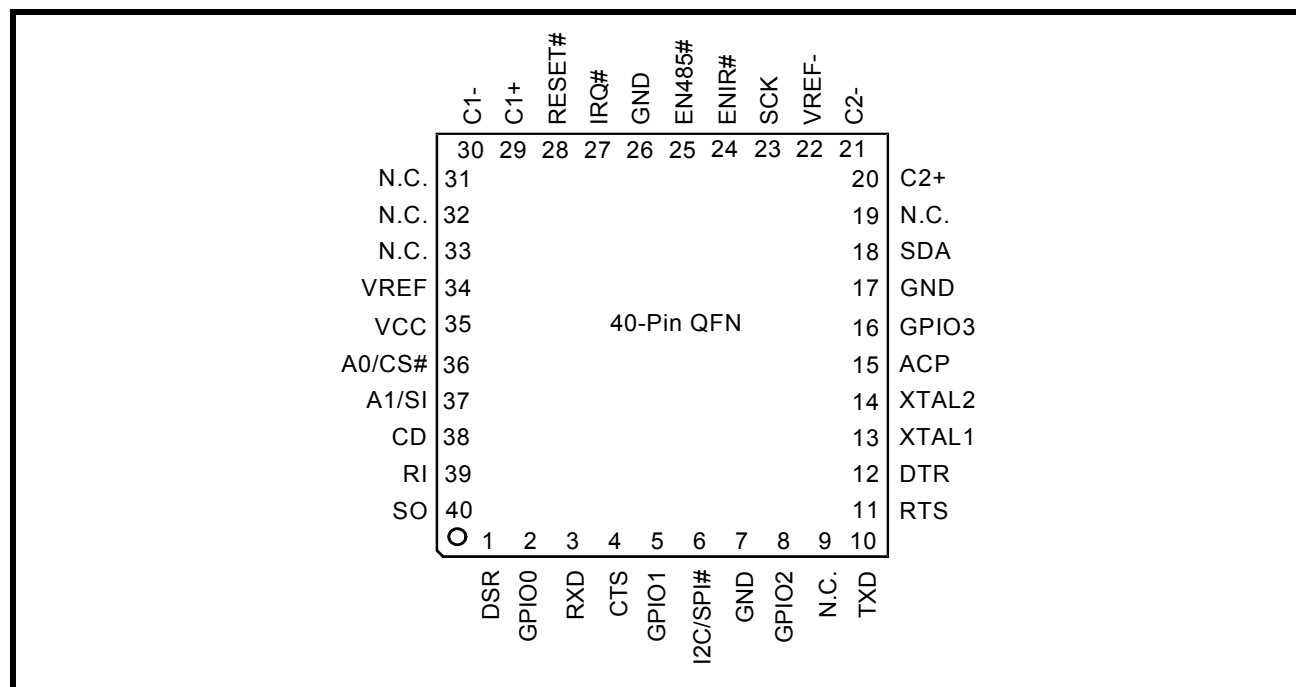 C1-
C1+
RESET#
IRQ#
GND
EN485#
ENIR#
SCK
VREF-
C2-
30 29 28 27 26 25 24 23 22 21
N.C. 31 20 C2+
N.C. 32 19 N.C.
N.C. 33 18 SDA
VREF 34 17 GND
VCC 35 40-Pin QFN 16 GPIO3
A0/CS# 36 15 ACP
A1/SI 37 14 XTAL2
CD 38 13 XTAL1
RI 39 12 DTR
SO 40 11 RTS
1 2 3 4 5 6 7 8 9 10
DSR
GPIO0
RXD
CTS
GPIO1
I2C/SPI#
GND
GPIO2
N.C.
TXD